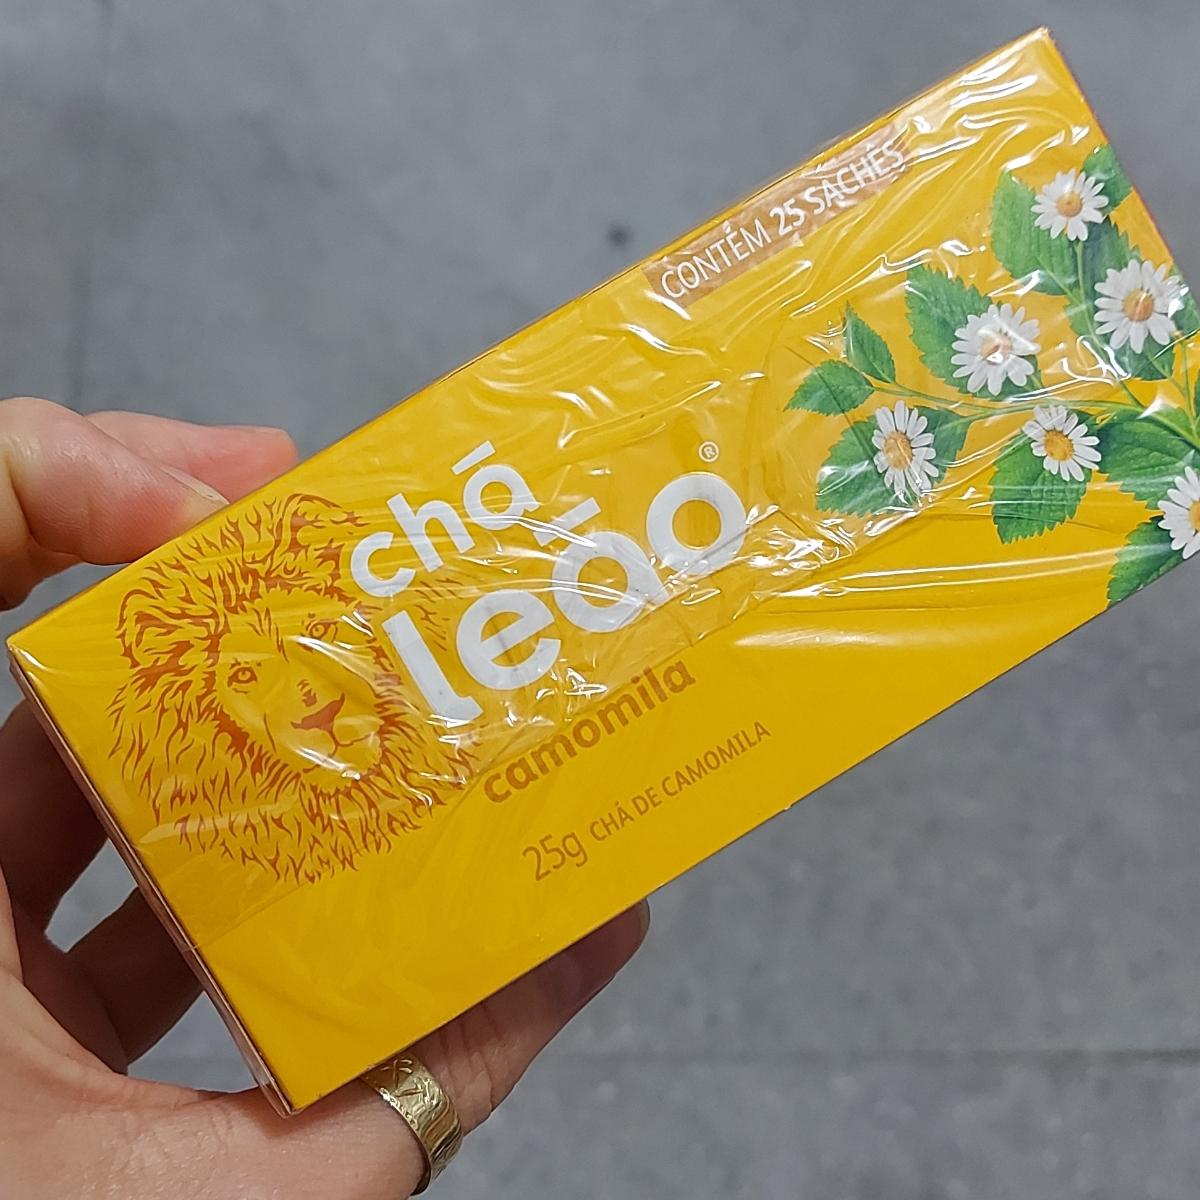 CONTÉM 25 SACHÊS
chá
leão®
camomila
25g CHÁ DE CAMOMILA